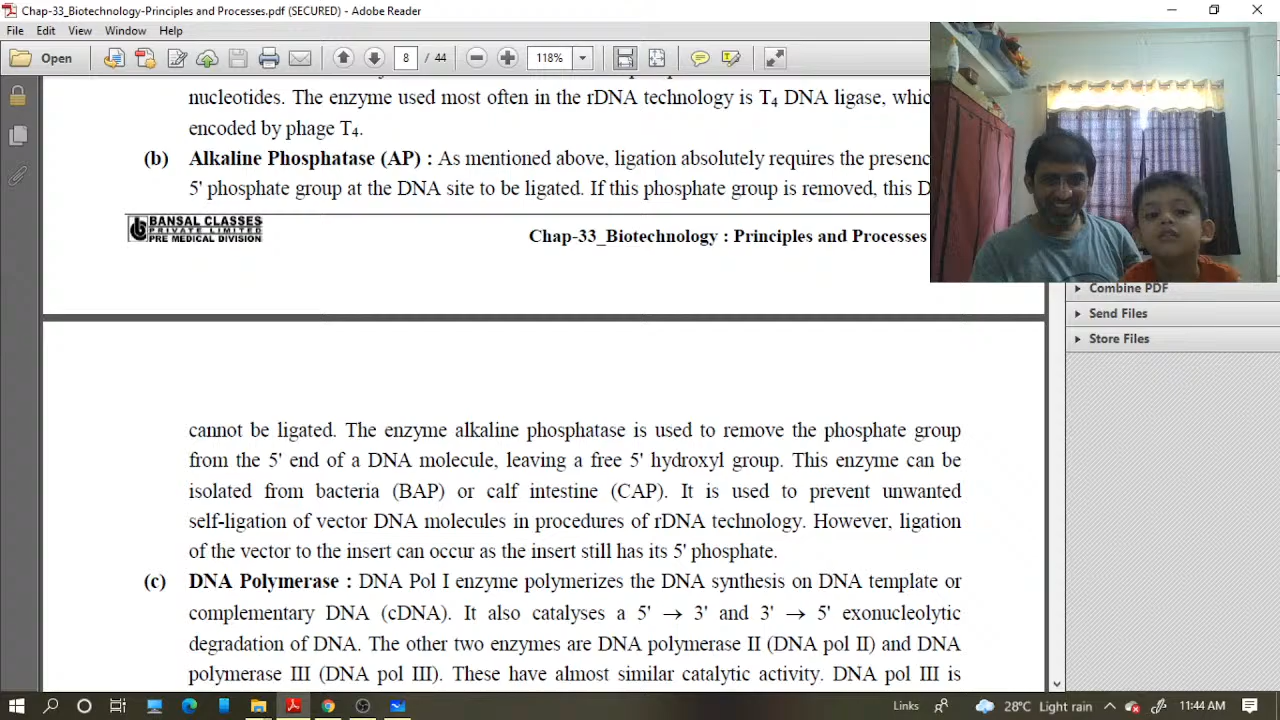 Chap-33_Biotechnology-Principles and Processes.pdf (SECURED) - Adobe Reader
File Edit View Window Help
Open 8 / 44 118%
nucleotides. The enzyme used most often in the rDNA technology is T4 DNA ligase, whic
encoded by phage T4.
(b) Alkaline Phosphatase (AP) : As mentioned above, ligation absolutely requires the presenc
5' phosphate group at the DNA site to be ligated. If this phosphate group is removed, this D
BANSAL CLASSES
PRIVATE LIMITED
PRE MEDICAL DIVISION
Chap-33_Biotechnology : Principles and Processes
Combine PDF
Send Files
Store Files
cannot be ligated. The enzyme alkaline phosphatase is used to remove the phosphate group
from the 5' end of a DNA molecule, leaving a free 5' hydroxyl group. This enzyme can be
isolated from bacteria (BAP) or calf intestine (CAP). It is used to prevent unwanted
self-ligation of vector DNA molecules in procedures of rDNA technology. However, ligation
of the vector to the insert can occur as the insert still has its 5' phosphate.
(c) DNA Polymerase : DNA Pol I enzyme polymerizes the DNA synthesis on DNA template or
complementary DNA (cDNA). It also catalyses a 5' → 3' and 3' → 5' exonucleolytic
degradation of DNA. The other two enzymes are DNA polymerase II (DNA pol II) and DNA
polymerase III (DNA pol III). These have almost similar catalytic activity. DNA pol III is
Links 28°C Light rain 11:44 AM